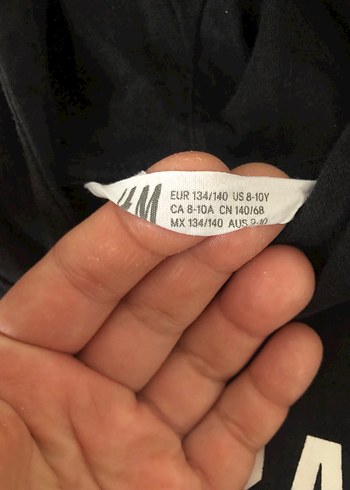 H&M
EUR 134/140 US 8-10Y
CA 8-10A CN 140/68
MX 134/140 AUS